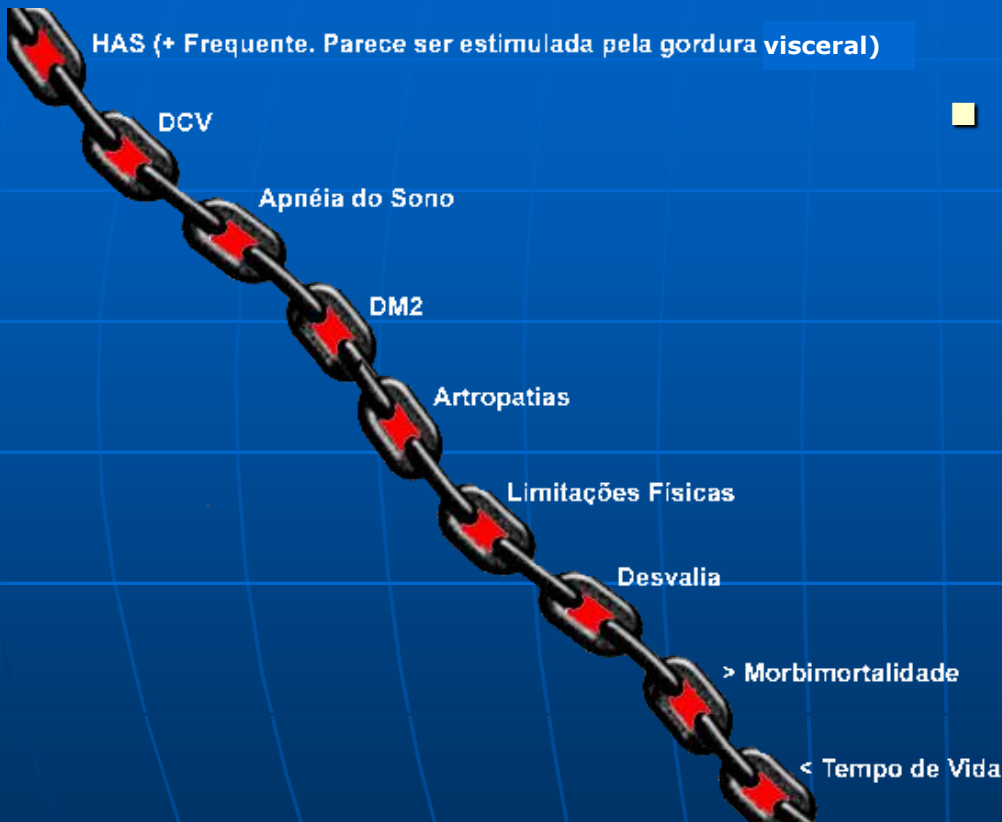 HAS (+ Frequente. Parece ser estimulada pela gordura visceral)
DCV
Apnéia do Sono
DM2
Artropatias
Limitações Físicas
Desvalia
> Morbimortalidade
< Tempo de Vida